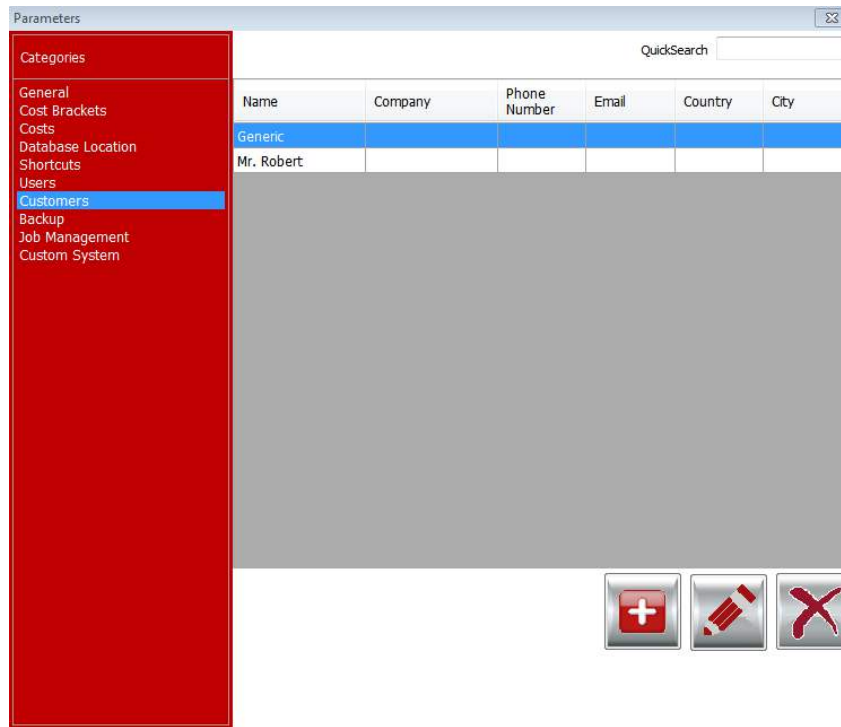 Parameters
Categories
QuickSearch
General
Cost Brackets
Costs
Database Location
Shortcuts
Users
Customers
Backup
Job Management
Custom System
Name Company Phone Number Email Country City
Generic
Mr. Robert